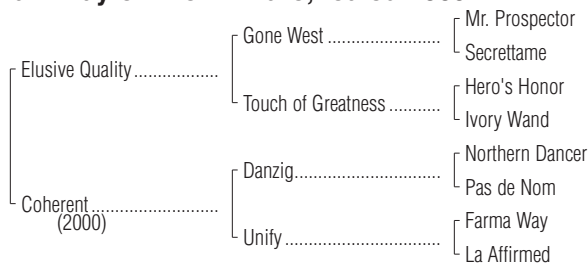 Gone West
Mr. Prospector
Secrettame
Elusive Quality
Touch of Greatness
Hero's Honor
Ivory Wand
Danzig
Northern Dancer
Pas de Nom
Coherent
(2000)
Unify
Farma Way
La Affirmed